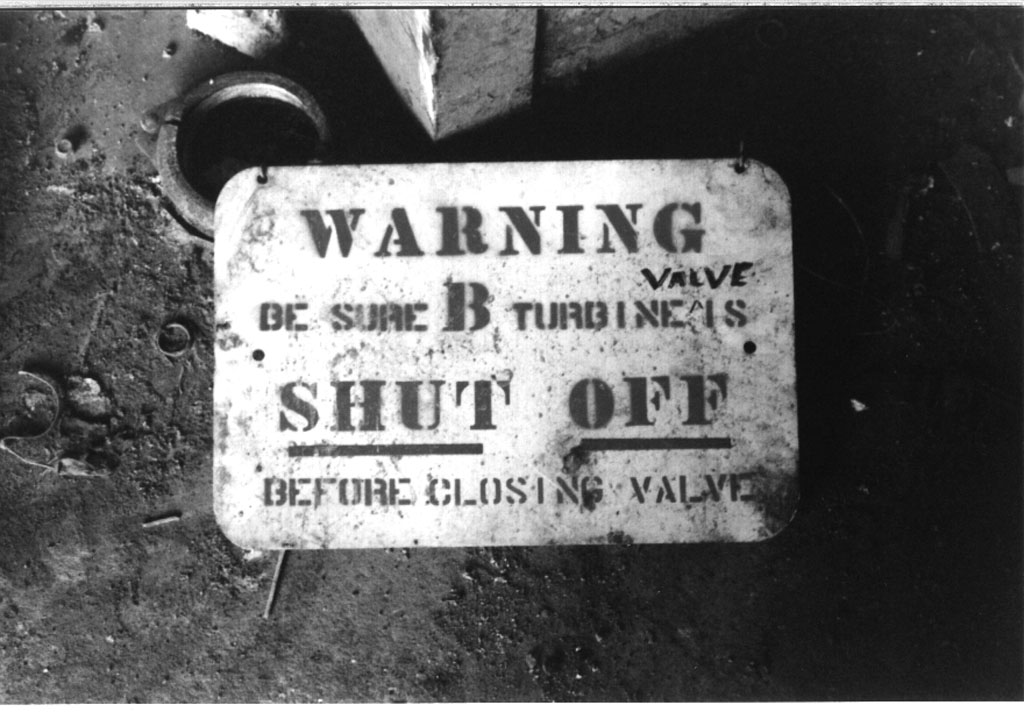 WARNING
VALVE
BE SURE B TURBINE^IS
SHUT OFF
BEFORE CLOSING VALVE